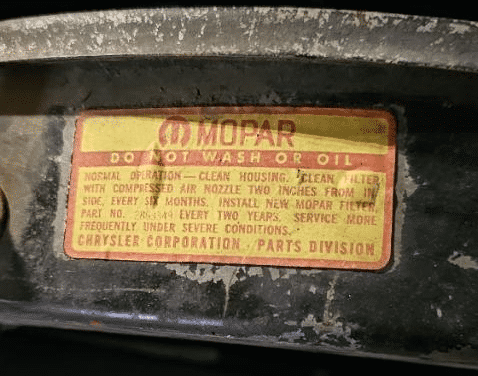 MOPAR
DO NOT WASH OR OIL
NORMAL OPERATION — CLEAN HOUSING. CLEAN FILTER
WITH COMPRESSED AIR NOZZLE TWO INCHES FROM IN
SIDE, EVERY SIX MONTHS. INSTALL NEW MOPAR FILTER,
PART NO. EVERY TWO YEARS. SERVICE MORE
FREQUENTLY UNDER SEVERE CONDITIONS.
CHRYSLER CORPORATION · PARTS DIVISION